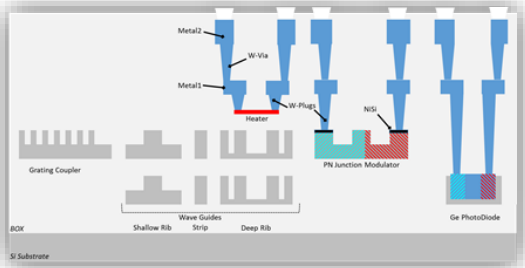 Metal2
W-Via
Metal1
W-Plugs
NiSi
Heater
Grating Coupler
PN Junction Modulator
Ge PhotoDiode
Wave Guides
Shallow Rib
Strip
Deep Rib
BOX
Si Substrate